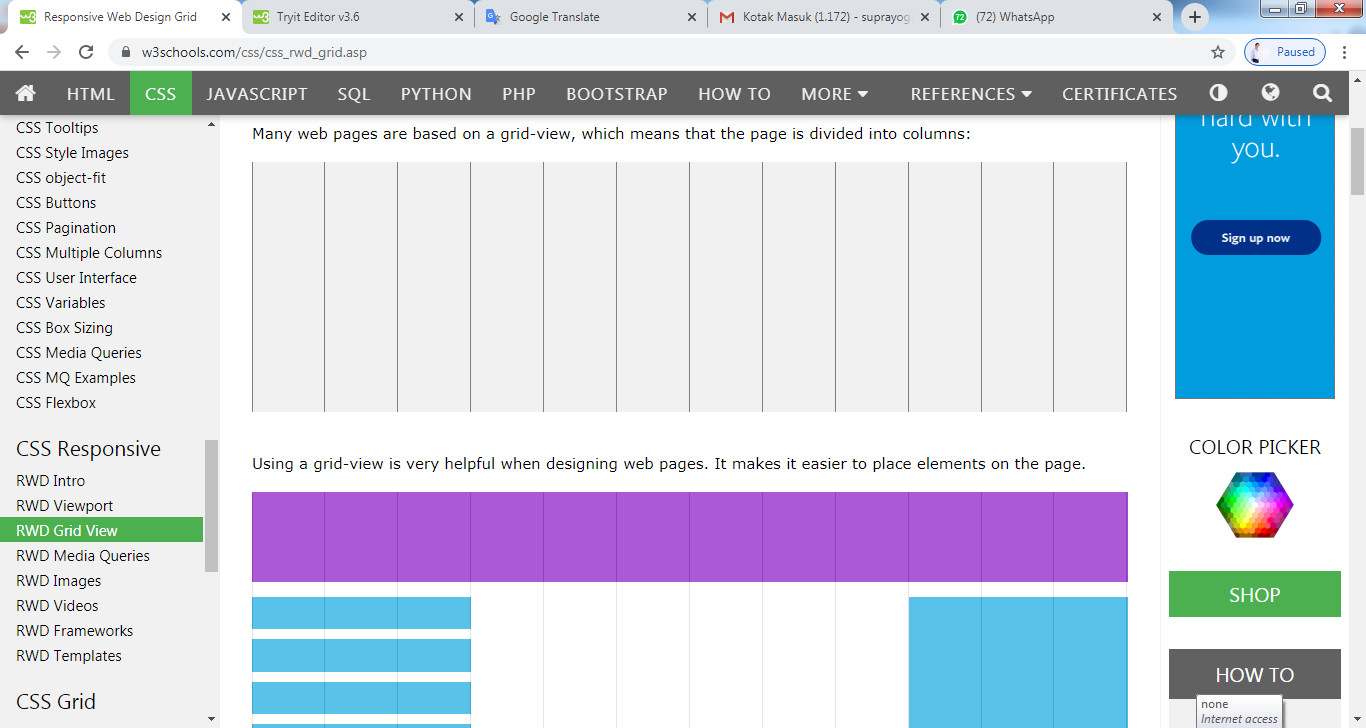 Responsive Web Design Grid
Tryit Editor v3.6
Google Translate
Kotak Masuk (1.172) - suprayog
(72) WhatsApp
w3schools.com/css/css_rwd_grid.asp
Paused
HTML
CSS
JAVASCRIPT
SQL
PYTHON
PHP
BOOTSTRAP
HOW TO
MORE
REFERENCES
CERTIFICATES
CSS Tooltips
CSS Style Images
CSS object-fit
CSS Buttons
CSS Pagination
CSS Multiple Columns
CSS User Interface
CSS Variables
CSS Box Sizing
CSS Media Queries
CSS MQ Examples
CSS Flexbox
CSS Responsive
RWD Intro
RWD Viewport
RWD Grid View
RWD Media Queries
RWD Images
RWD Videos
RWD Frameworks
RWD Templates
CSS Grid
Many web pages are based on a grid-view, which means that the page is divided into columns:
Using a grid-view is very helpful when designing web pages. It makes it easier to place elements on the page.
hard with
you.
Sign up now
COLOR PICKER
SHOP
HOW TO
none
Internet access